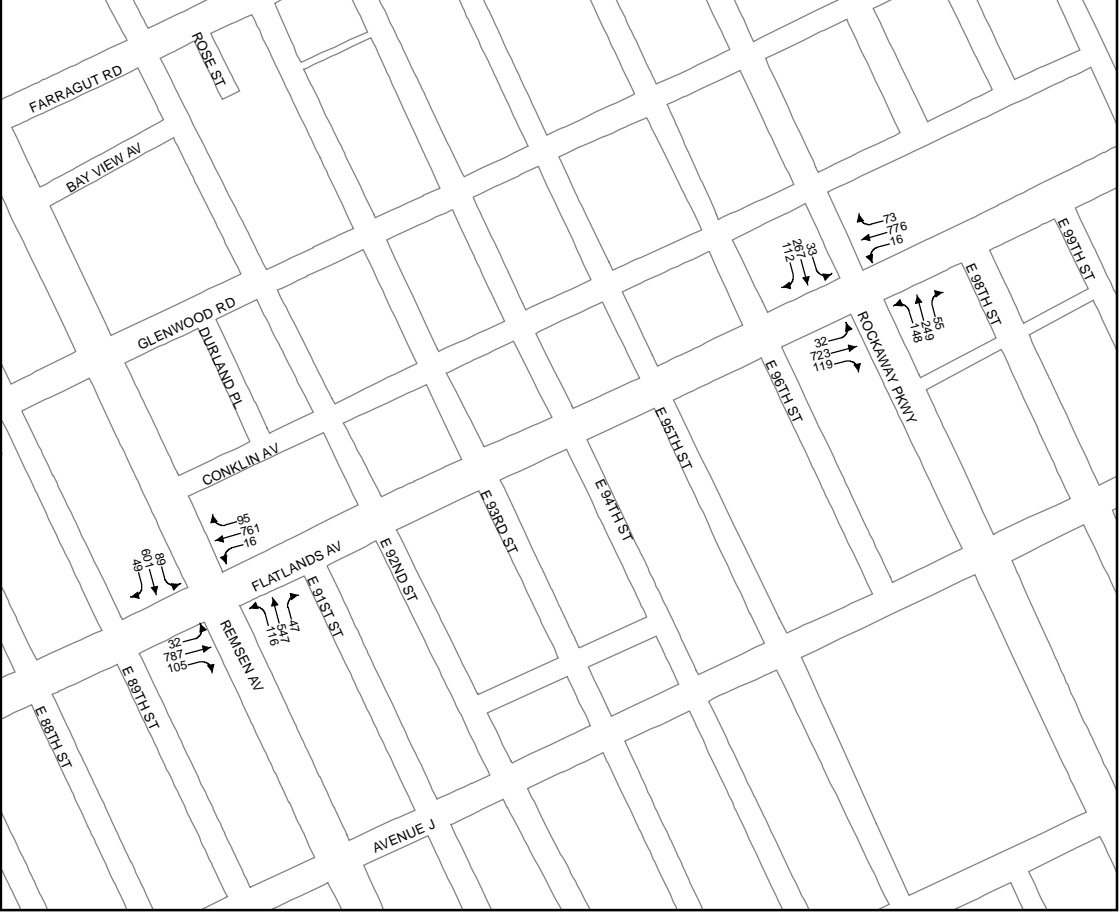 ROSE ST
FARRAGUT RD
BAY VIEW AV
73
776
16
112
267
33
E 99TH ST
E 98TH ST
GLENWOOD RD
DURLAND PL
148
249
55
ROCKAWAY PKWY
32
723
119
E 96TH ST
E 95TH ST
CONKLIN AV
E 94TH ST
E 93RD ST
95
761
16
E 92ND ST
FLATLANDS AV
49
601
89
E 91ST ST
116
547
47
REMSEN AV
32
787
105
E 89TH ST
E 88TH ST
AVENUE J